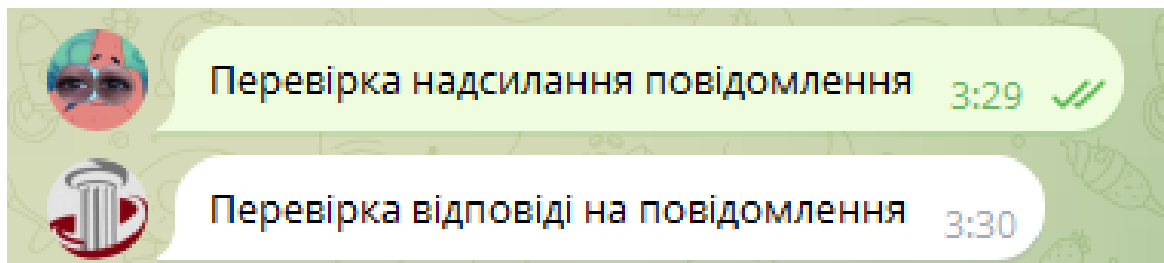 Перевірка надсилання повідомлення 3:29
Перевірка відповіді на повідомлення 3:30